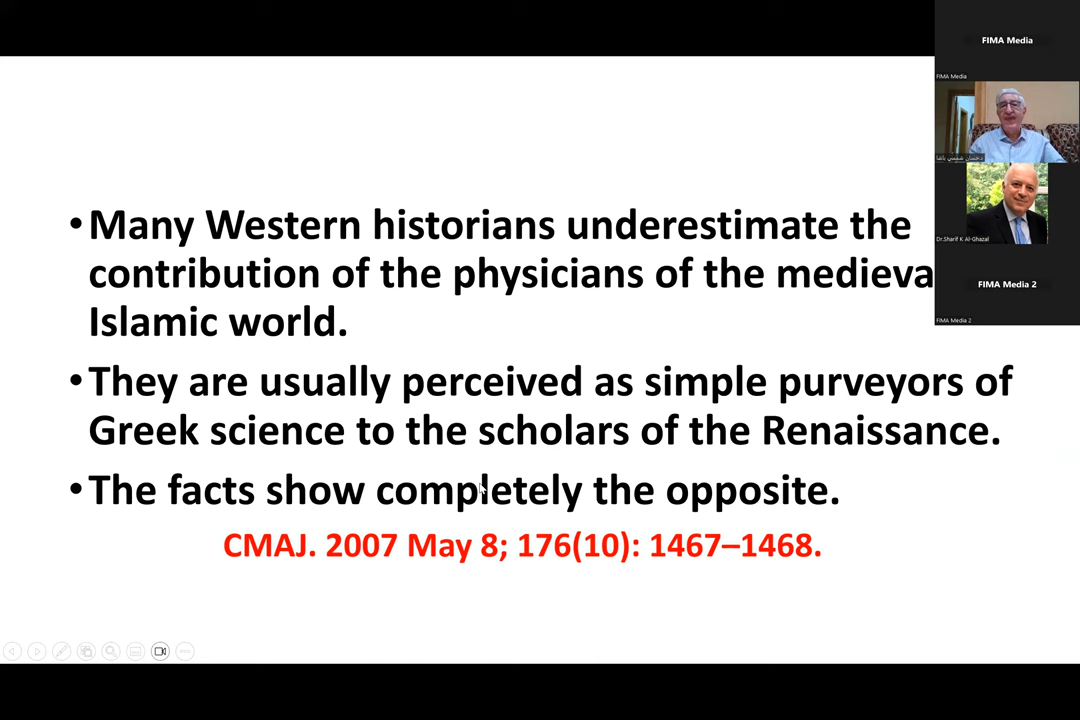 FIMA Media
FIMA Media
د حسان شمسي باشا
Dr.Sharif K Al-Ghazal
FIMA Media 2
FIMA Media 2
•Many Western historians underestimate the
contribution of the physicians of the medieva
Islamic world.
•They are usually perceived as simple purveyors of
Greek science to the scholars of the Renaissance.
•The facts show completely the opposite.
CMAJ. 2007 May 8; 176(10): 1467–1468.